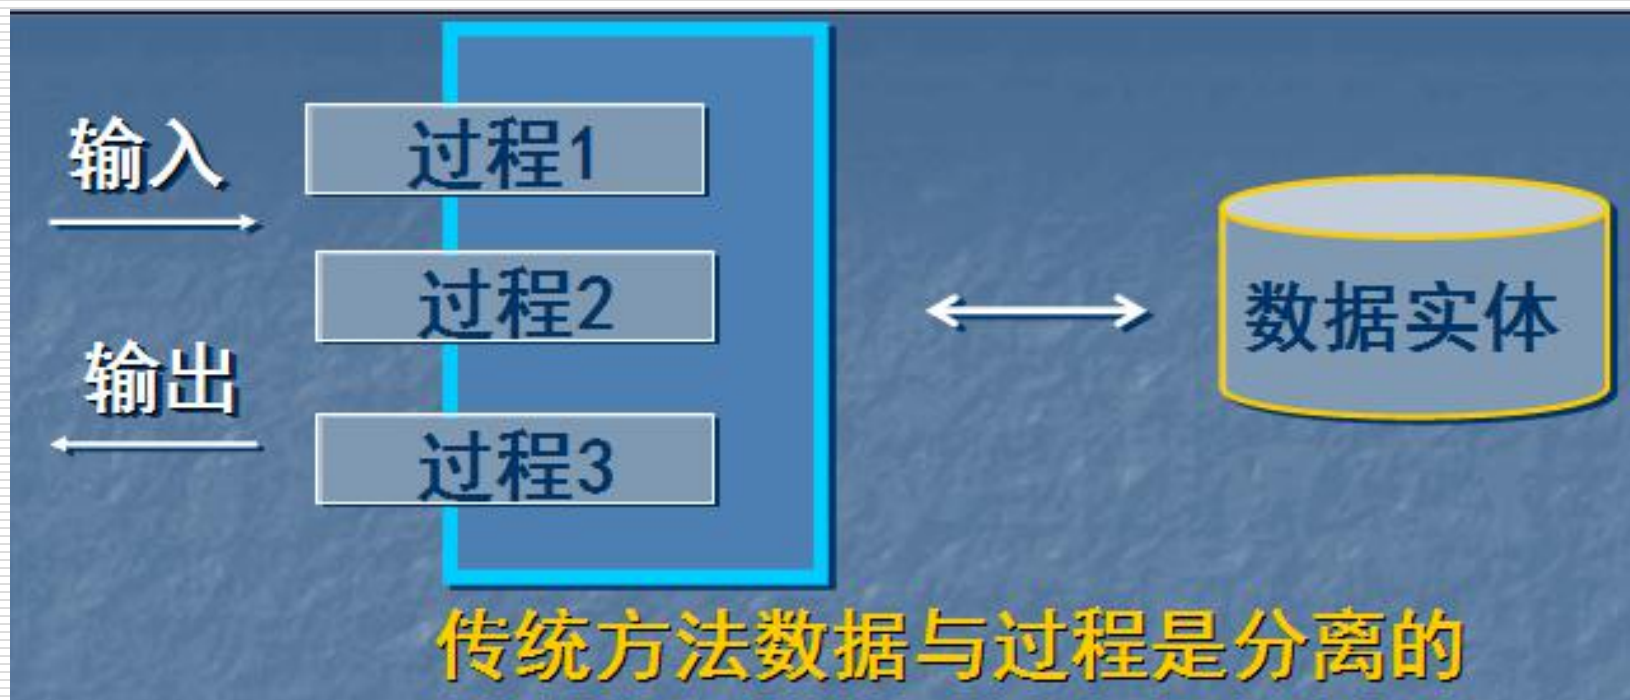 输入
过程1
过程2
数据实体
输出
过程3
传统方法数据与过程是分离的